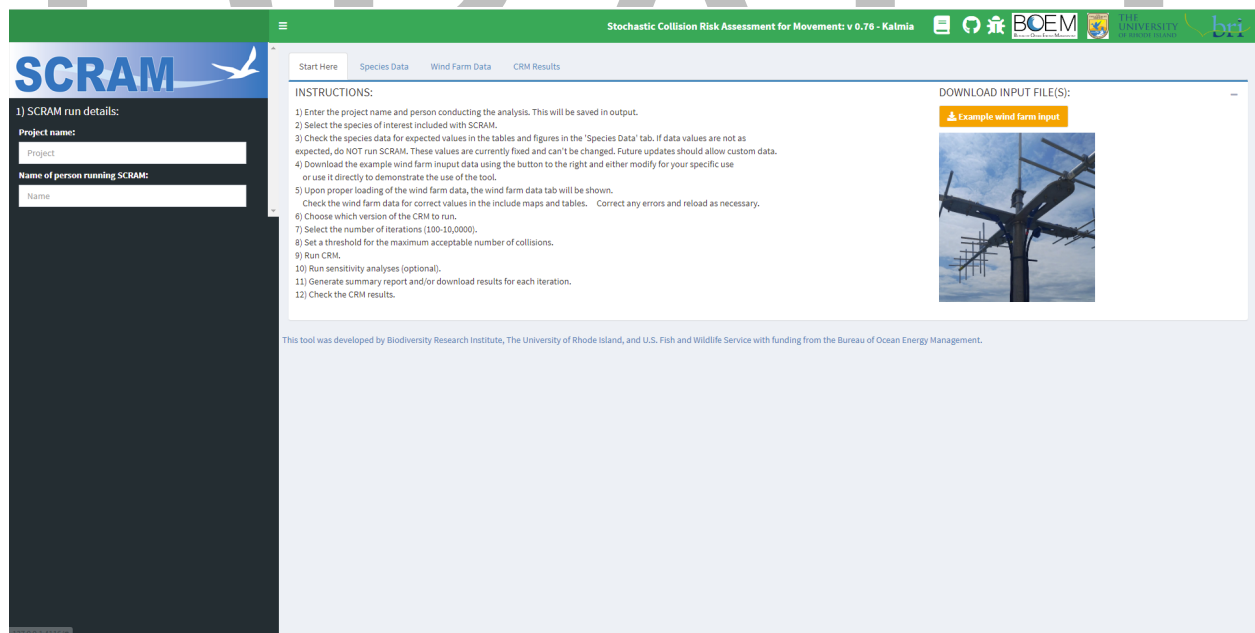 Stochastic Collision Risk Assessment for Movement: v 0.76 - Kalmia
BOEM
THE
UNIVERSITY
OF RHODE ISLAND
bri
SCRAM
1) SCRAM run details:
Project name:
Project
Name of person running SCRAM:
Name
Start Here
Species Data
Wind Farm Data
CRM Results
INSTRUCTIONS:
1) Enter the project name and person conducting the analysis. This will be saved in output.
2) Select the species of interest included with SCRAM.
3) Check the species data for expected values in the tables and figures in the 'Species Data' tab. If data values are not as
expected, do NOT run SCRAM. These values are currently fixed and can't be changed. Future updates should allow custom data.
4) Download the example wind farm inuput data using the button to the right and either modify for your specific use
or use it directly to demonstrate the use of the tool.
5) Upon proper loading of the wind farm data, the wind farm data tab will be shown.
Check the wind farm data for correct values in the include maps and tables. Correct any errors and reload as necessary.
6) Choose which version of the CRM to run.
7) Select the number of iterations (100-10,0000).
8) Set a threshold for the maximum acceptable number of collisions.
9) Run CRM.
10) Run sensitivity analyses (optional).
11) Generate summary report and/or download results for each iteration.
12) Check the CRM results.
DOWNLOAD INPUT FILE(S):
Example wind farm input
This tool was developed by Biodiversity Research Institute, The University of Rhode Island, and U.S. Fish and Wildlife Service with funding from the Bureau of Ocean Energy Management.